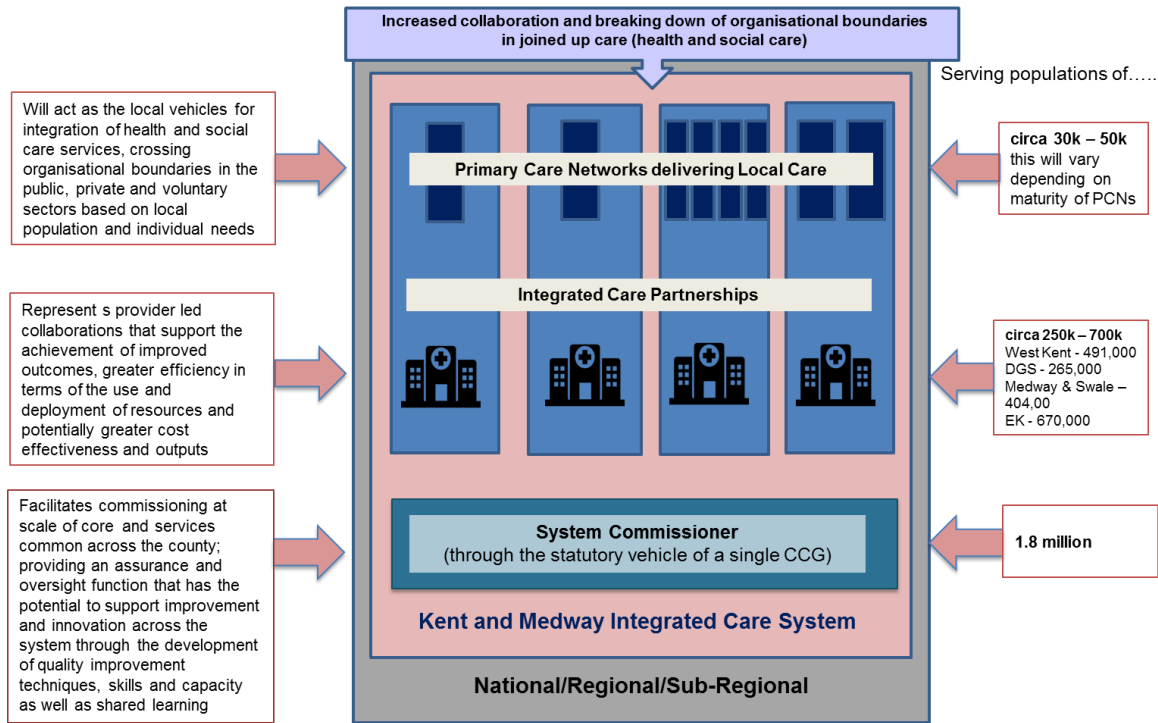 Increased collaboration and breaking down of organisational boundaries
in joined up care (health and social care)
Serving populations of…..
Will act as the local vehicles for
integration of health and social
care services, crossing
organisational boundaries in the
public, private and voluntary
sectors based on local
population and individual needs
Primary Care Networks delivering Local Care
circa 30k – 50k
this will vary
depending on
maturity of PCNs
Represent s provider led
collaborations that support the
achievement of improved
outcomes, greater efficiency in
terms of the use and
deployment of resources and
potentially greater cost
effectiveness and outputs
Integrated Care Partnerships
circa 250k – 700k
West Kent - 491,000
DGS - 265,000
Medway & Swale –
404,00
EK - 670,000
Facilitates commissioning at
scale of core and services
common across the county;
providing an assurance and
oversight function that has the
potential to support improvement
and innovation across the
system through the development
of quality improvement
techniques, skills and capacity
as well as shared learning
System Commissioner
(through the statutory vehicle of a single CCG)
1.8 million
Kent and Medway Integrated Care System
National/Regional/Sub-Regional